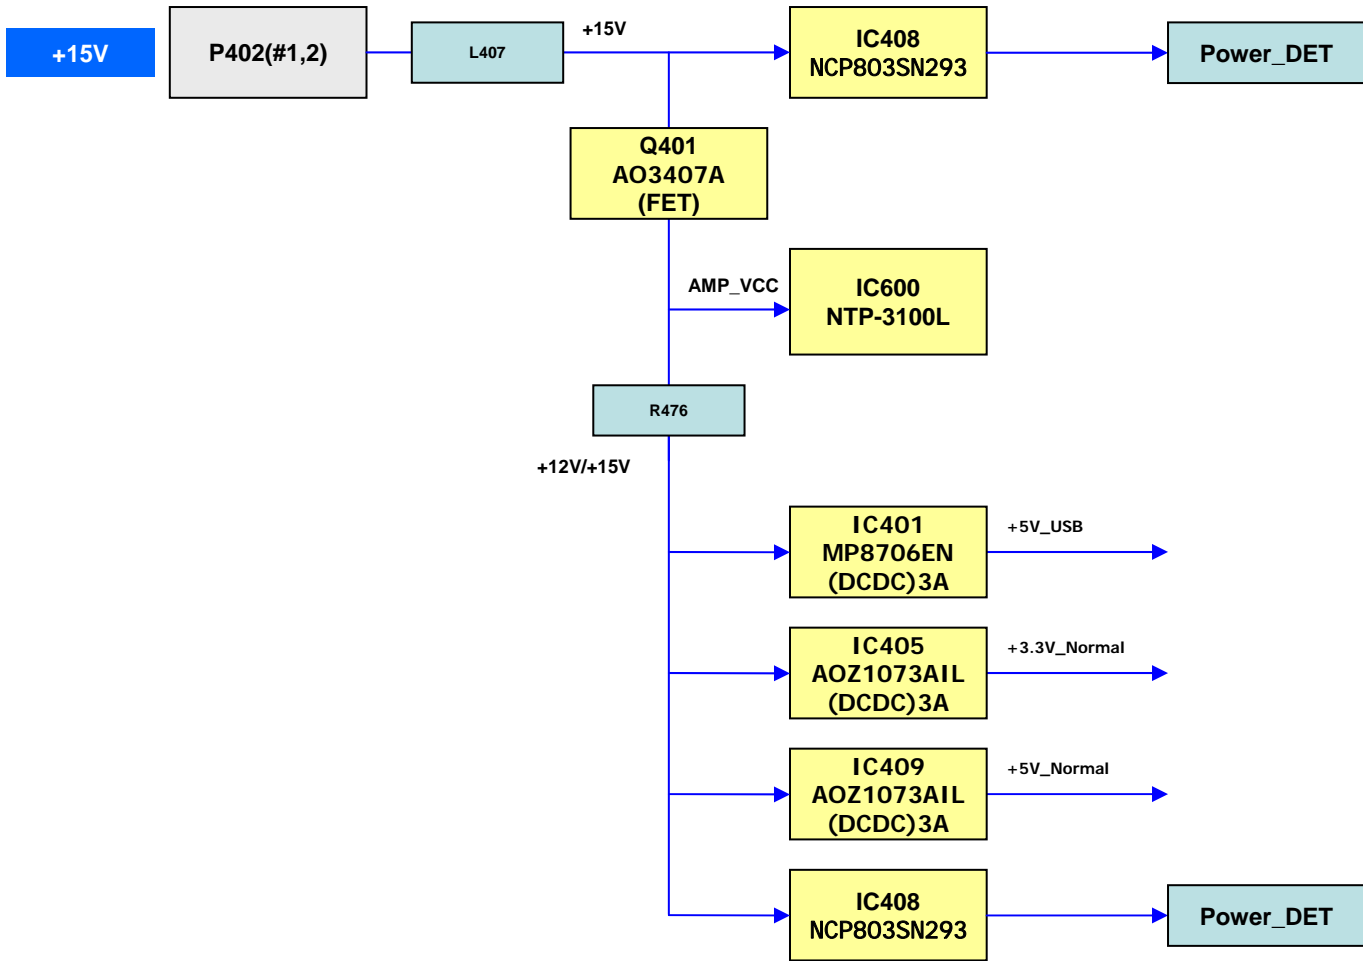 +15V
P402(#1,2)
L407
+15V
IC408
NCP803SN293
Power_DET
Q401
AO3407A
(FET)
AMP_VCC
IC600
NTP-3100L
R476
+12V/+15V
IC401
MP8706EN
(DCDC)3A
+5V_USB
IC405
AOZ1073AIL
(DCDC)3A
+3.3V_Normal
IC409
AOZ1073AIL
(DCDC)3A
+5V_Normal
IC408
NCP803SN293
Power_DET